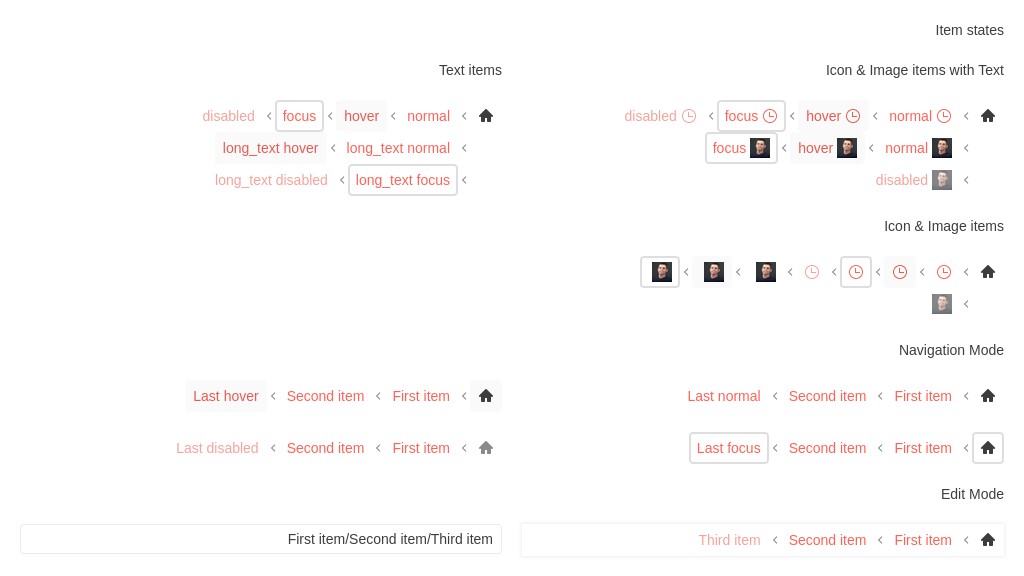 Item states
Icon & Image items with Text
Text items
normal hover focus disabled
normal hover focus
disabled
normal hover focus disabled
long_text normal long_text hover
long_text focus long_text disabled
Icon & Image items
Navigation Mode
First item Second item Last normal
First item Second item Last hover
First item Second item Last focus
First item Second item Last disabled
Edit Mode
First item Second item Third item
First item/Second item/Third item